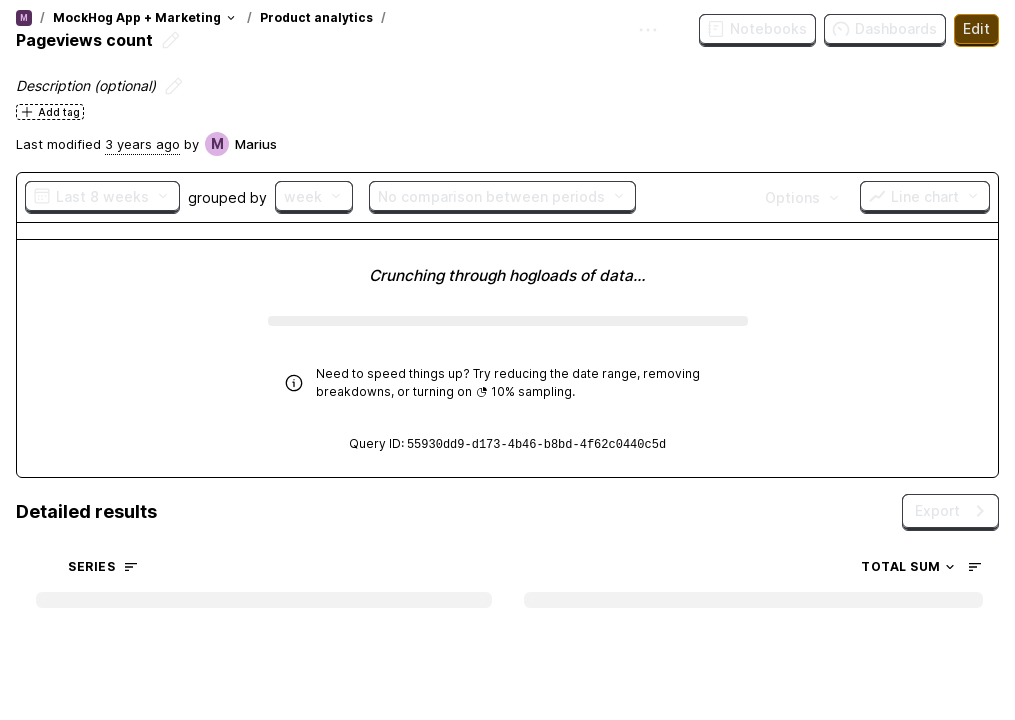 M / MockHog App + Marketing / Product analytics /
Pageviews count
Notebooks
Dashboards
Edit
Description (optional)
Add tag
Last modified 3 years ago by M Marius
Last 8 weeks grouped by week No comparison between periods Options Line chart
Crunching through hogloads of data...
Need to speed things up? Try reducing the date range, removing
breakdowns, or turning on 10% sampling.
Query ID: 55930dd9-d173-4b46-b8bd-4f62c0440c5d
Detailed results
Export
SERIES
TOTAL SUM